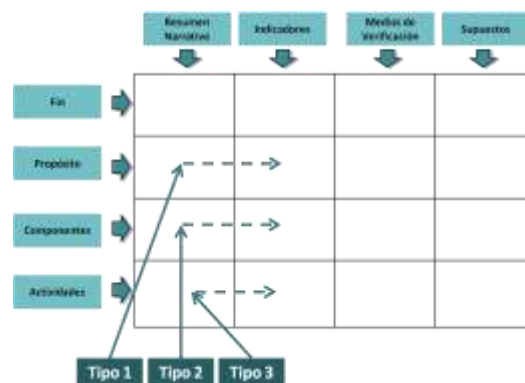 Resumen
Narrativo
Indicadores
Medios de
Verificación
Supuestos
Fin
Propósito
Componentes
Actividades
Tipo 1
Tipo 2
Tipo 3